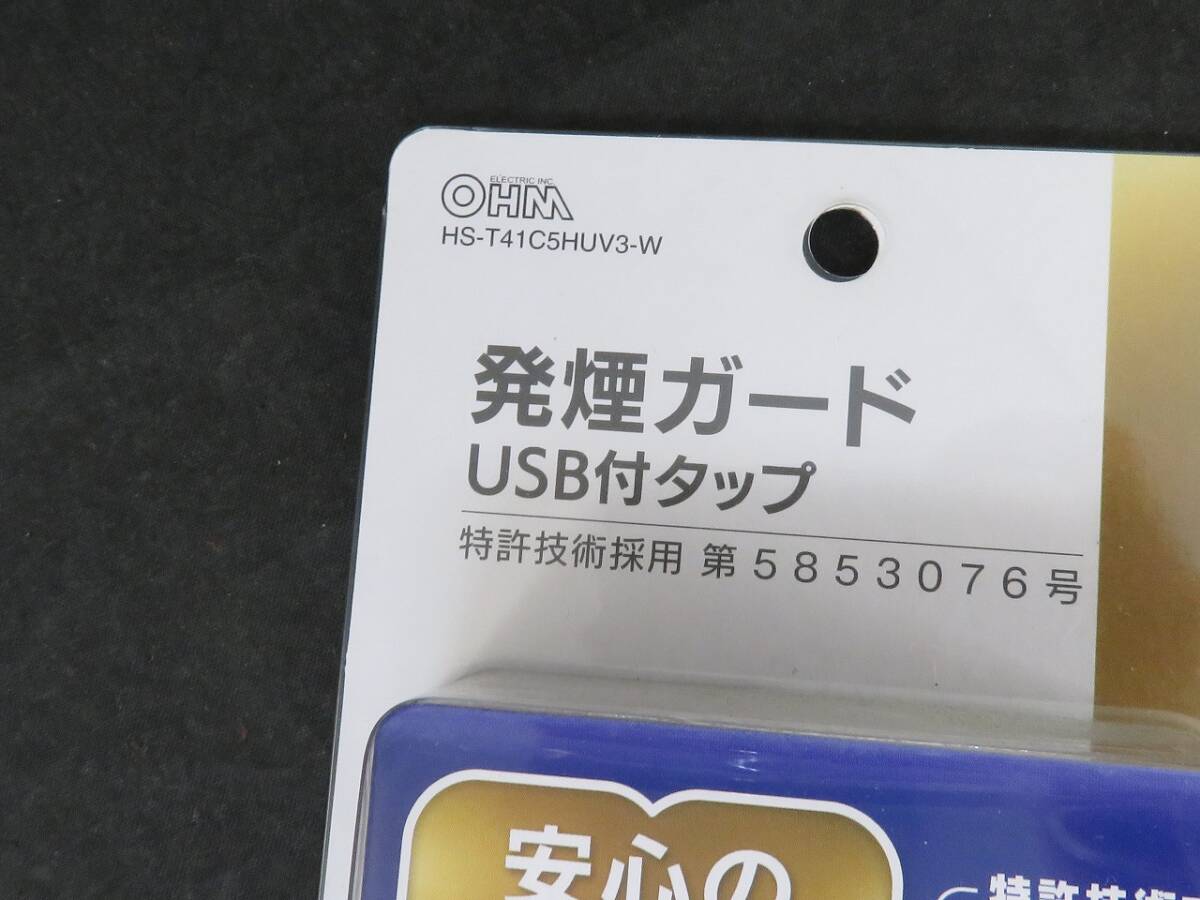 ELECTRIC INC.
OHM
HS-T41C5HUV3-W
発煙ガード
USB付タップ
特許技術採用 第5853076号
安心の
特許技術